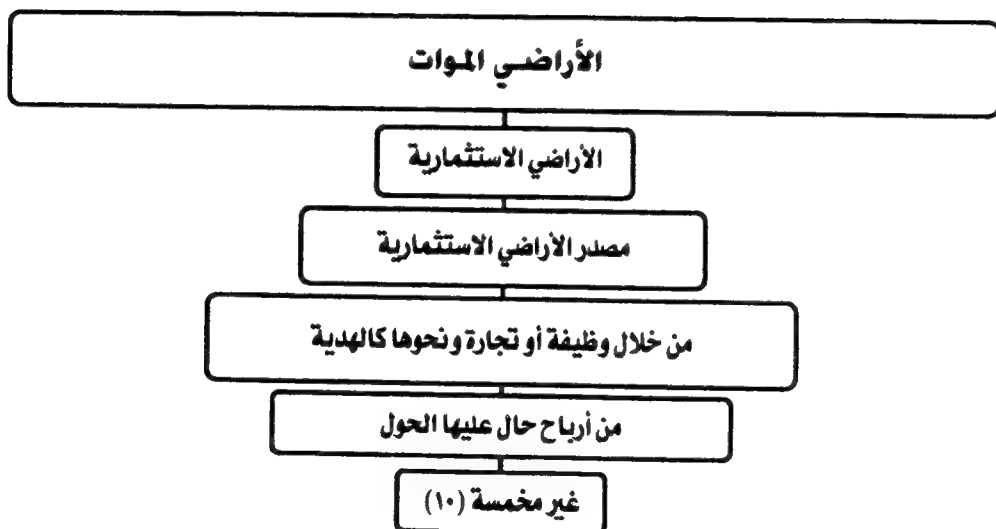 الأراضي الموات
الأراضي الاستثمارية
مصدر الأراضي الاستثمارية
من خلال وظيفة أو تجارة ونحوها كالهدية
من أرباح حال عليها الحول
غير مخمسة (١٠)